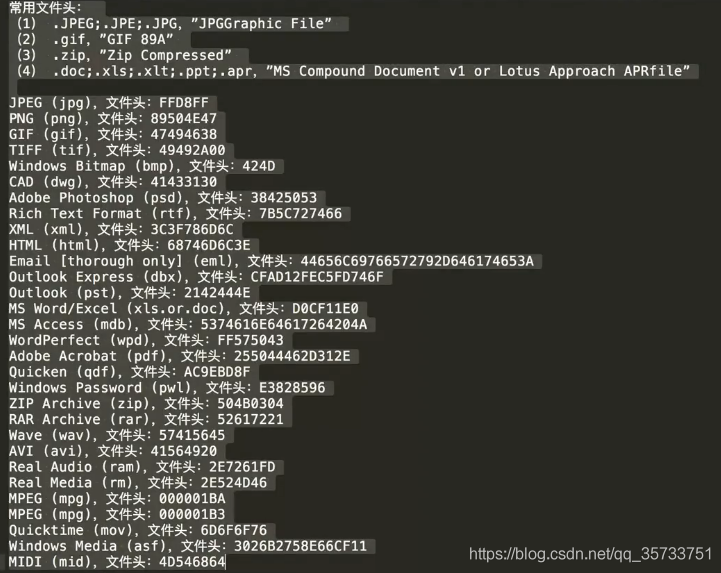 常用文件头:
(1) .JPEG;.JPE;.JPG, ”JPGGraphic File”
(2) .gif, ”GIF 89A”
(3) .zip, ”Zip Compressed”
(4) .doc;.xls;.xlt;.ppt;.apr, ”MS Compound Document v1 or Lotus Approach APRfile”
JPEG (jpg), 文件头: FFD8FF
PNG (png), 文件头: 89504E47
GIF (gif), 文件头: 47494638
TIFF (tif), 文件头: 49492A00
Windows Bitmap (bmp), 文件头: 424D
CAD (dwg), 文件头: 41433130
Adobe Photoshop (psd), 文件头: 38425053
Rich Text Format (rtf), 文件头: 7B5C727466
XML (xml), 文件头: 3C3F786D6C
HTML (html), 文件头: 68746D6C3E
Email [thorough only] (eml), 文件头: 44656C69766572792D646174653A
Outlook Express (dbx), 文件头: CFAD12FEC5FD746F
Outlook (pst), 文件头: 2142444E
MS Word/Excel (xls.or.doc), 文件头: D0CF11E0
MS Access (mdb), 文件头: 5374616E64617264204A
WordPerfect (wpd), 文件头: FF575043
Adobe Acrobat (pdf), 文件头: 255044462D312E
Quicken (qdf), 文件头: AC9EBD8F
Windows Password (pwl), 文件头: E3828596
ZIP Archive (zip), 文件头: 504B0304
RAR Archive (rar), 文件头: 52617221
Wave (wav), 文件头: 57415645
AVI (avi), 文件头: 41564920
Real Audio (ram), 文件头: 2E7261FD
Real Media (rm), 文件头: 2E524D46
MPEG (mpg), 文件头: 000001BA
MPEG (mpg), 文件头: 000001B3
Quicktime (mov), 文件头: 6D6F6F76
Windows Media (asf), 文件头: 3026B2758E66CF11
MIDI (mid), 文件头: 4D546864
https://blog.csdn.net/qq_35733751